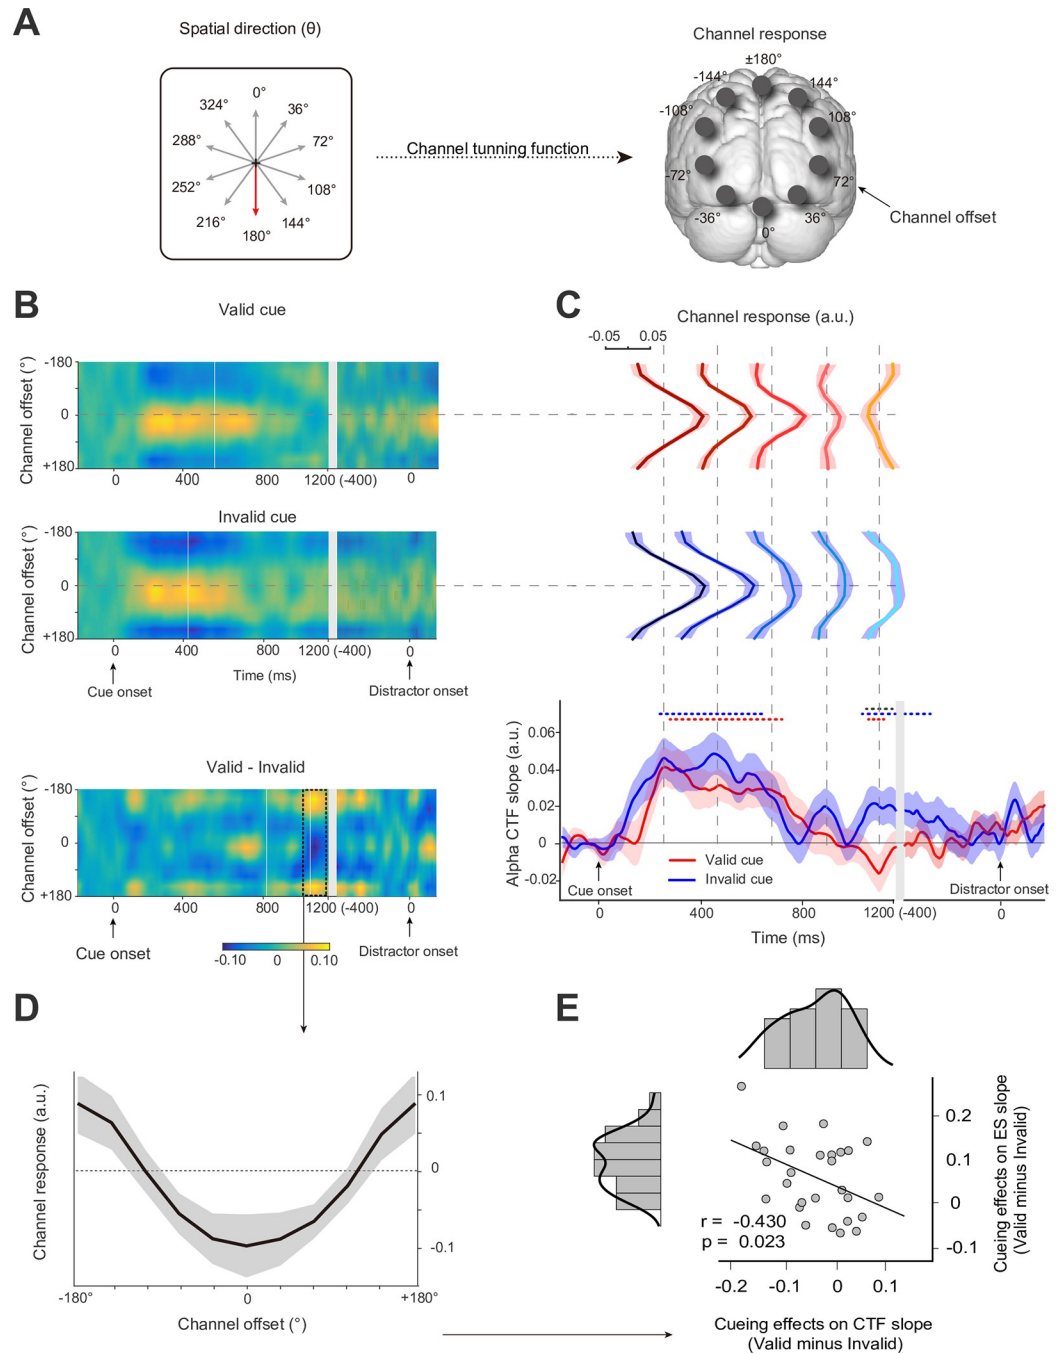 A
Spatial direction (θ)
0°
36°
72°
108°
144°
180°
216°
252°
288°
324°
Channel tunning function
Channel response
±180°
-144°
144°
-108°
108°
-72°
72°
-36°
36°
0°
Channel offset
B
Valid cue
Channel offset (°)
-180
0
+180
0
400
800
1200 (-400)
0
Invalid cue
Channel offset (°)
-180
0
+180
0
400
800
1200 (-400)
0
Time (ms)
Cue onset
Distractor onset
Valid - Invalid
Channel offset (°)
-180
0
+180
0
400
800
1200 (-400)
0
Cue onset
Distractor onset
-0.10
0
0.10
C
Channel response (a.u.)
-0.05
0.05
Alpha CTF slope (a.u.)
0.06
0.04
0.02
0
-0.02
Valid cue
Invalid cue
Cue onset
Distractor onset
0
400
800
1200 (-400)
0
Time (ms)
D
Channel response (a.u.)
0.1
0
-0.1
-180°
0
+180°
Channel offset (°)
E
r = -0.430
p = 0.023
0.2
0.1
0
-0.1
Cueing effects on ES slope
(Valid minus Invalid)
-0.2
-0.1
0
0.1
Cueing effects on CTF slope
(Valid minus Invalid)